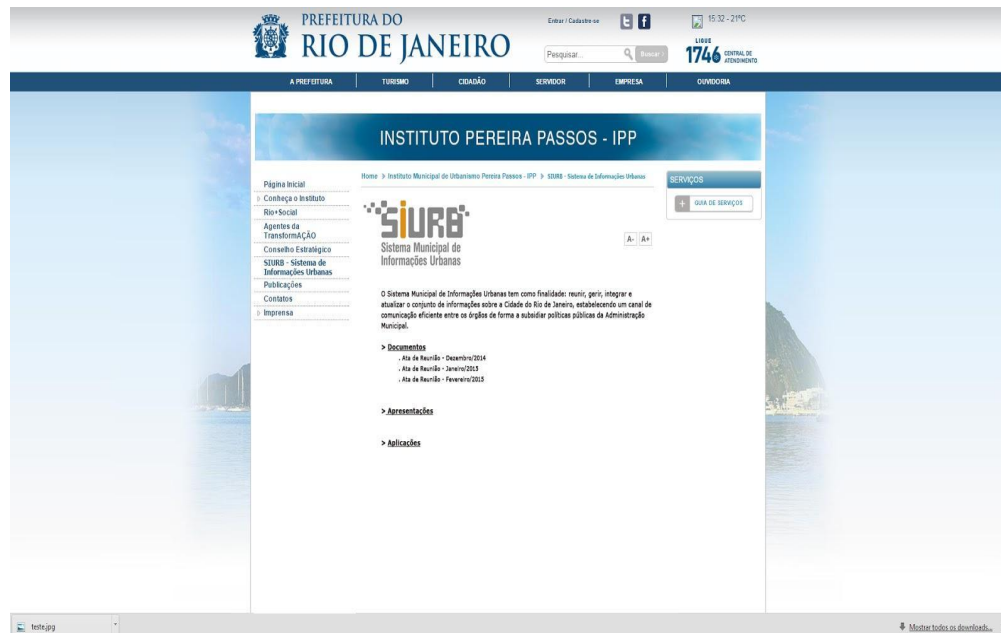 PREFEITURA DO
RIO DE JANEIRO
Entrar / Cadastre-se
15:32 - 21ºC
Pesquisar...
Buscar
LIGUE
1746 CENTRAL DE
ATENDIMENTO
A PREFEITURA
TURISMO
CIDADÃO
SERVIDOR
EMPRESA
OUVIDORIA
INSTITUTO PEREIRA PASSOS - IPP
Home > Instituto Municipal de Urbanismo Pereira Passos - IPP > SIURB - Sistema de Informações Urbanas
Página Inicial
Conheça o Instituto
Rio+Social
Agentes da
TransformAÇÃO
Conselho Estratégico
SIURB - Sistema de
Informações Urbanas
Publicações
Contatos
Imprensa
SERVIÇOS
+ GUIA DE SERVIÇOS
SIURB
Sistema Municipal de
Informações Urbanas
A- A+
O Sistema Municipal de Informações Urbanas tem como finalidade: reunir, gerir, integrar e
atualizar o conjunto de informações sobre a Cidade do Rio de Janeiro, estabelecendo um canal de
comunicação eficiente entre os órgãos de forma a subsidiar políticas públicas da Administração
Municipal.
> Documentos
. Ata de Reunião - Dezembro/2014
. Ata de Reunião - Janeiro/2015
. Ata de Reunião - Fevereiro/2015
> Apresentações
> Aplicações
teste.jpg
Mostrar todos os downloads...